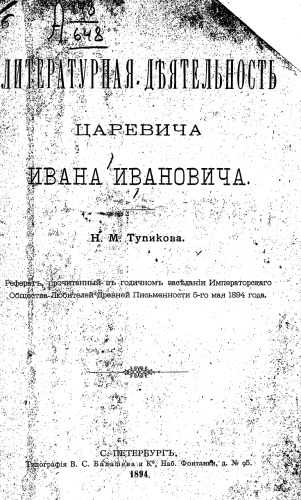 А 
648
ЛИТЕРАТУРНАЯ ДѢЯТЕЛЬНОСТЬ
ЦАРЕВИЧА
ИВАНА ИВАНОВИЧА.
Н. М. Тупикова.
Рефератъ, прочитанный въ годичномъ засѣданіи Императорскаго
Общества Любителей Древней Письменности 5-го мая 1894 года.
С.-ПЕТЕРБУРГЪ,
Типографія В. С. Балашева и К°, Наб. Фонтанки, д. № 95.
1894.